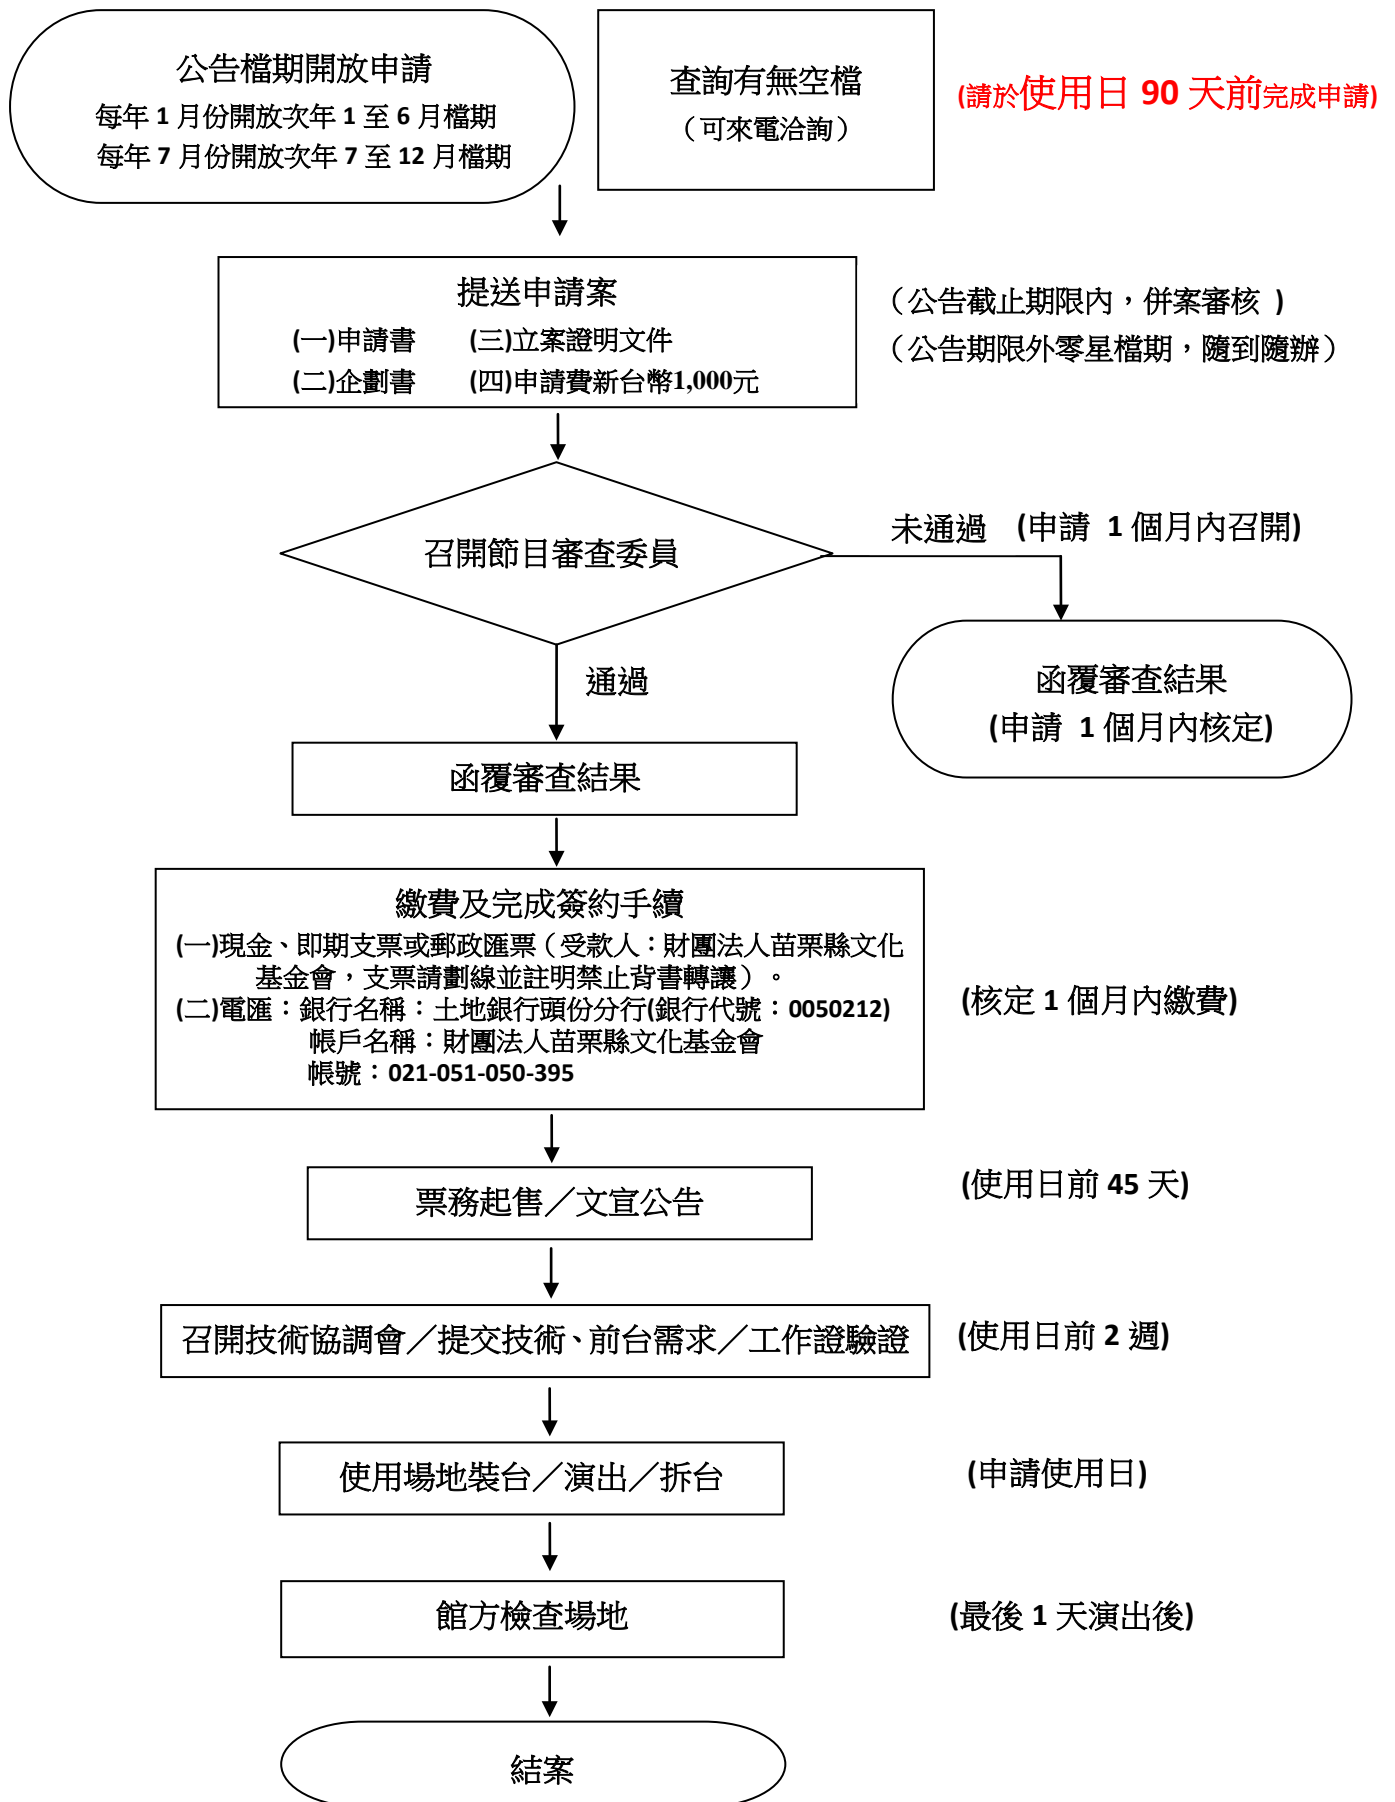 公告檔期開放申請
每年 1 月份開放次年 1 至 6 月檔期
每年 7 月份開放次年 7 至 12 月檔期
查詢有無空檔
（可來電洽詢）
(請於使用日 90 天前完成申請)
提送申請案
(一)申請書 (三)立案證明文件
(二)企劃書 (四)申請費新台幣1,000元
（公告截止期限內，併案審核 )
（公告期限外零星檔期，隨到隨辦）
召開節目審查委員
未通過 (申請 1 個月內召開)
通過
函覆審查結果
(申請 1 個月內核定)
函覆審查結果
繳費及完成簽約手續
(一)現金、即期支票或郵政匯票（受款人：財團法人苗栗縣文化
基金會，支票請劃線並註明禁止背書轉讓）。
(二)電匯：銀行名稱：土地銀行頭份分行(銀行代號：0050212)
帳戶名稱：財團法人苗栗縣文化基金會
帳號：021-051-050-395
(核定 1 個月內繳費)
票務起售／文宣公告
(使用日前 45 天)
召開技術協調會／提交技術、前台需求／工作證驗證
(使用日前 2 週)
使用場地裝台／演出／拆台
(申請使用日)
館方檢查場地
(最後 1 天演出後)
結案